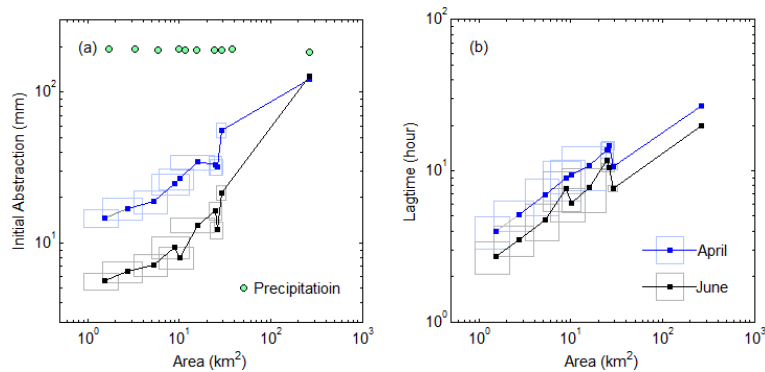 (a)
Initial Abstraction (mm)
10²
10¹
Precipitatioin
10⁰ 10¹ 10² 10³
Area (km²)
(b)
Lagtime (hour)
10²
10¹
10⁰
April
June
10⁰ 10¹ 10² 10³
Area (km²)